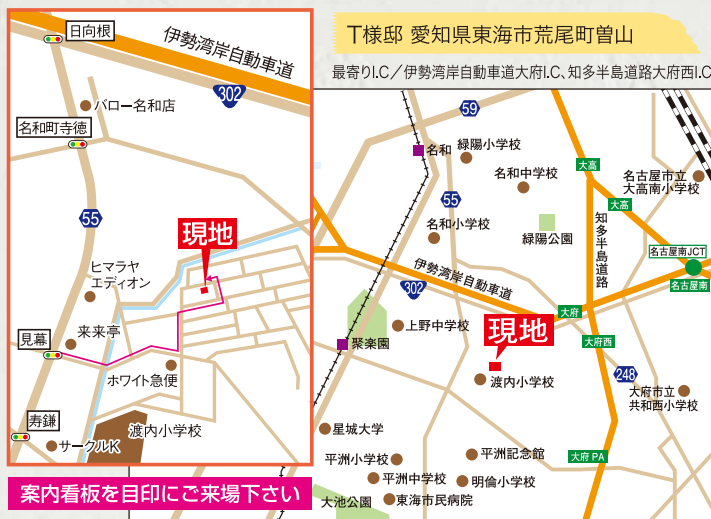 T様邸 愛知県東海市荒尾町曽山
最寄りI.C／伊勢湾岸自動車道大府I.C、知多半島道路大府西I.C
日向根
伊勢湾岸自動車道
302
バロー名和店
名和町寺徳
55
現地
ヒマラヤ
エディオン
見幕
来来亭
ホワイト急便
寿鎌
サークルK
渡内小学校
案内看板を目印にご来場下さい
59
名和
緑陽小学校
大高
名和中学校
名古屋市立
大高南小学校
大高
55
名和小学校
緑陽公園
知多半島道路
名古屋南JCT
名古屋南
伊勢湾岸自動車道
302
大府
上野中学校
現地
大府西
聚楽園
渡内小学校
248
大府市立
共和西小学校
星城大学
平洲小学校
平洲記念館
大府PA
平洲中学校
明倫小学校
大池公園
東海市民病院